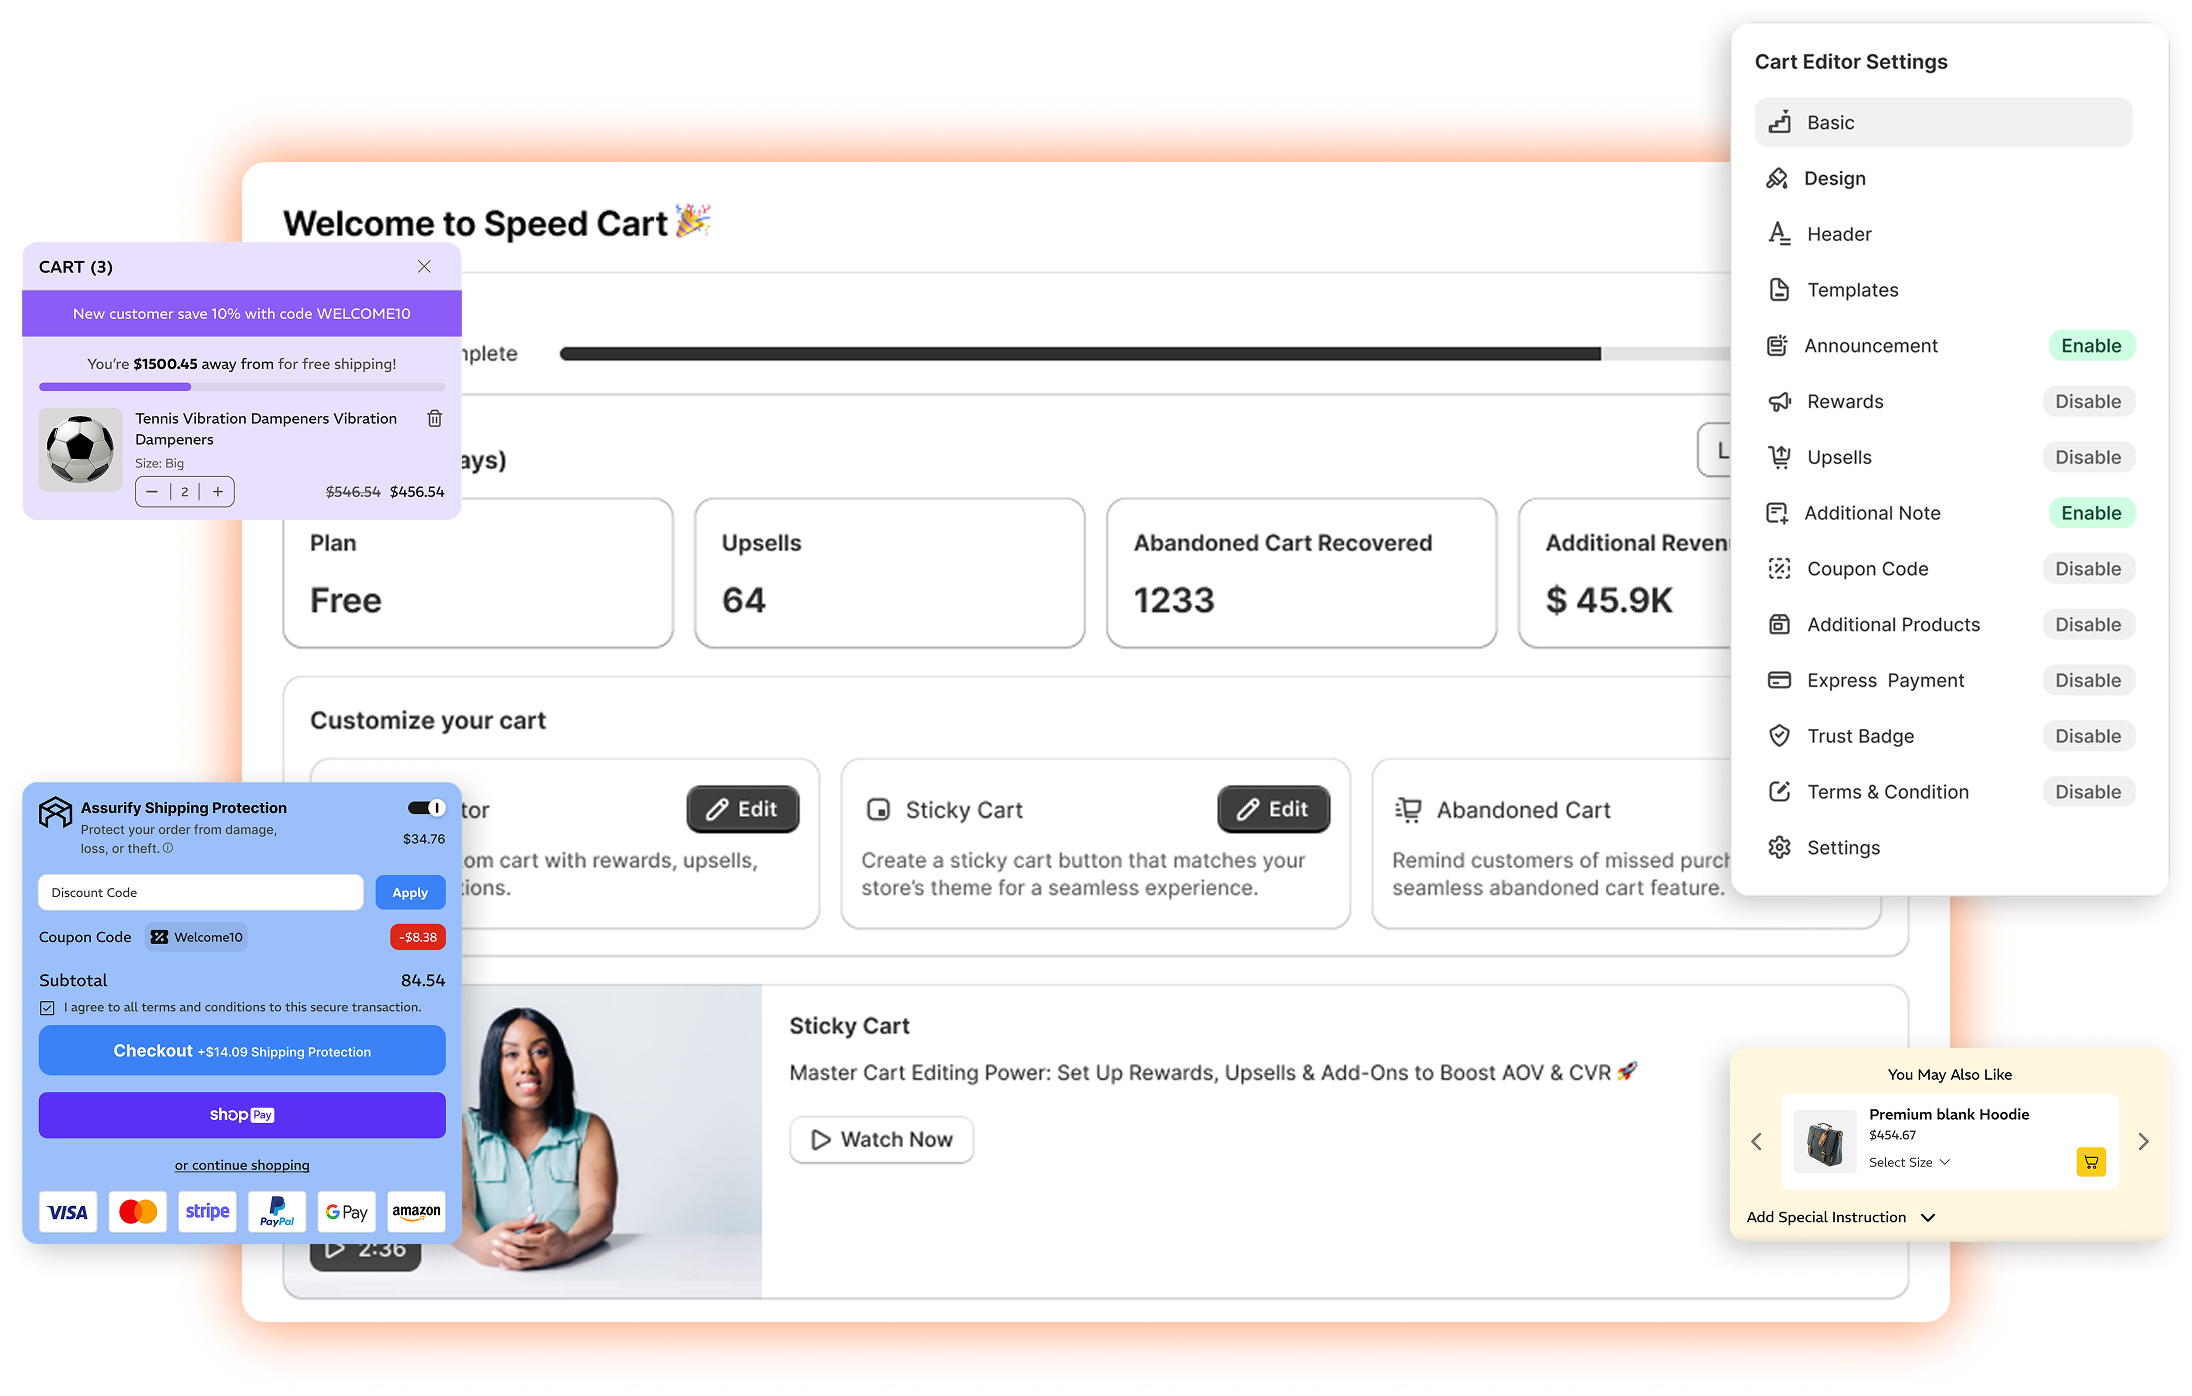 Welcome to Speed Cart
CART (3)
New customer save 10% with code WELCOME10
You're $1500.45 away from for free shipping!
Tennis Vibration Dampeners Vibration
Dampeners
Size: Big
2
$546.54 $456.54
Plan
Free
Upsells
64
Abandoned Cart Recovered
1233
Additional
$ 45.9K
Customize your cart
Edit
cart with rewards, upsells,
Sticky Cart
Edit
Create a sticky cart button that matches your
store's theme for a seamless experience.
Abandoned Cart
Remind customers of missed
seamless abandoned cart feature.
Assurify Shipping Protection
Protect your order from damage,
loss, or theft.
$34.76
Discount Code
Apply
Coupon Code
Welcome10
-$8.38
Subtotal
84.54
I agree to all terms and conditions to this secure transaction.
Checkout +$14.09 Shipping Protection
shop Pay
or continue shopping
VISA
stripe
PayPal
G Pay
amazon
2:36
Sticky Cart
Master Cart Editing Power: Set Up Rewards, Upsells & Add-Ons to Boost AOV & CVR
Watch Now
Cart Editor Settings
Basic
Design
Header
Templates
Announcement Enable
Rewards Disable
Upsells Disable
Additional Note Enable
Coupon Code Disable
Additional Products Disable
Express Payment Disable
Trust Badge Disable
Terms & Condition Disable
Settings
You May Also Like
Premium blank Hoodie
$454.67
Select Size
Add Special Instruction